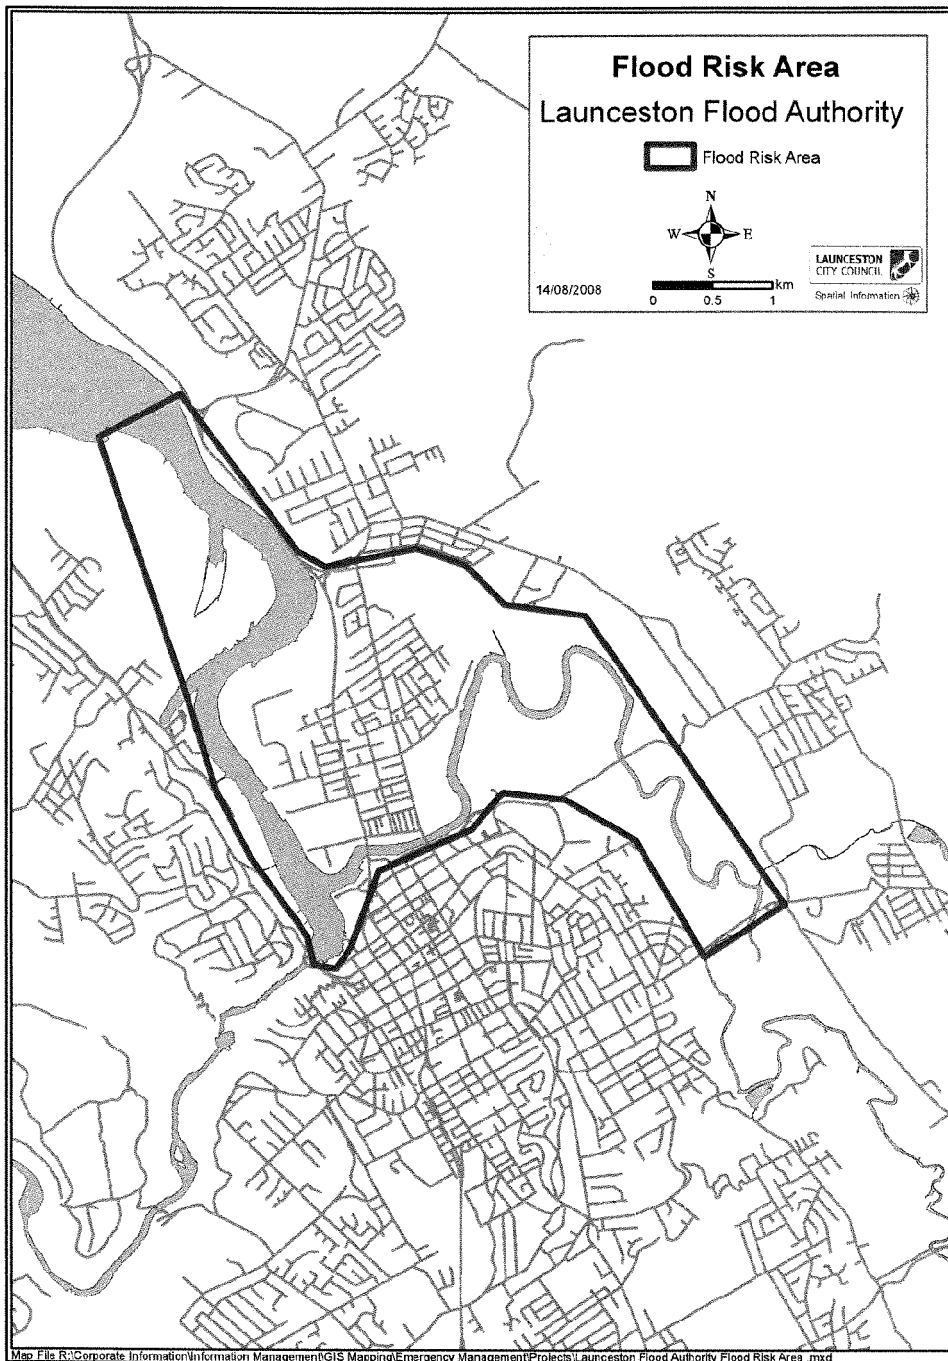 Flood Risk Area
Launceston Flood Authority
Flood Risk Area
N
W E
S
LAUNCESTON
CITY COUNCIL
14/08/2008
km
Spatial Information
0 0.5 1
Map File R:\Corporate Information\Information Management\GIS Mapping\Emergency Management\Projects\Launceston Flood Authority Flood Risk Area .mxd